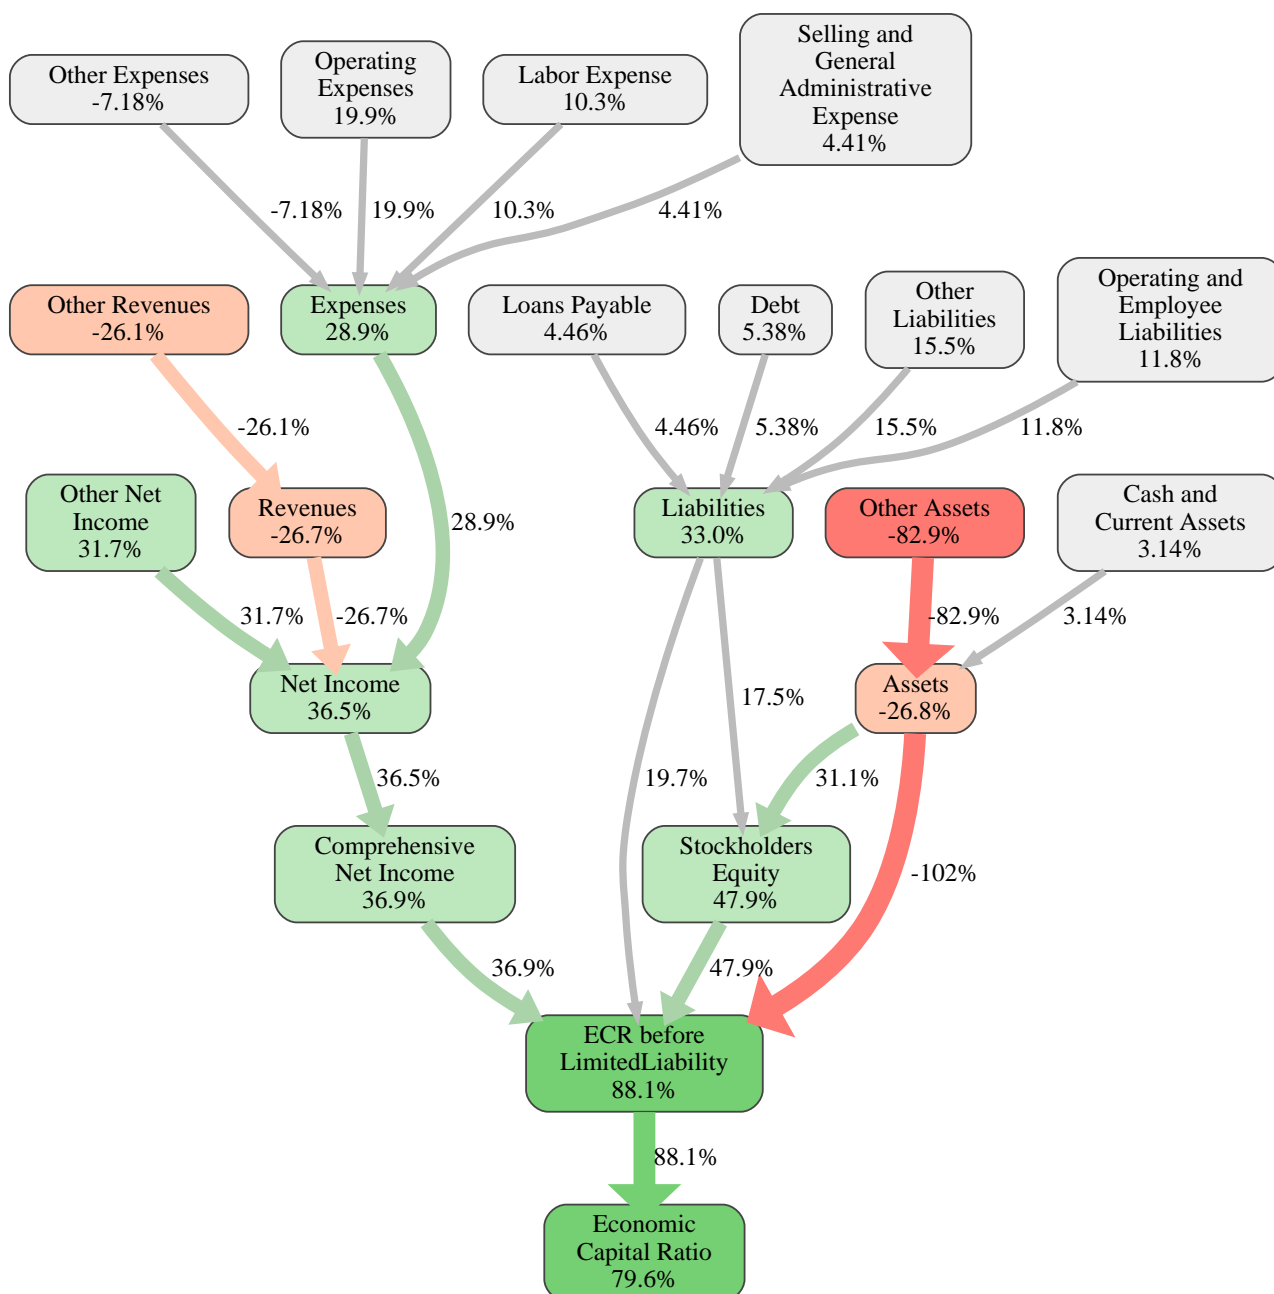 Other Expenses
-7.18%
Operating
Expenses
19.9%
Labor Expense
10.3%
Selling and
General
Administrative
Expense
4.41%
-7.18%
19.9%
10.3%
4.41%
Other Revenues
-26.1%
Expenses
28.9%
Loans Payable
4.46%
Debt
5.38%
Other
Liabilities
15.5%
Operating and
Employee
Liabilities
11.8%
-26.1%
4.46%
5.38%
15.5%
11.8%
Other Net
Income
31.7%
Revenues
-26.7%
28.9%
Liabilities
33.0%
Other Assets
-82.9%
Cash and
Current Assets
3.14%
31.7%
-26.7%
-82.9%
3.14%
Net Income
36.5%
17.5%
Assets
-26.8%
36.5%
19.7%
31.1%
Comprehensive
Net Income
36.9%
Stockholders
Equity
47.9%
-102%
36.9%
47.9%
ECR before
LimitedLiability
88.1%
88.1%
Economic
Capital Ratio
79.6%